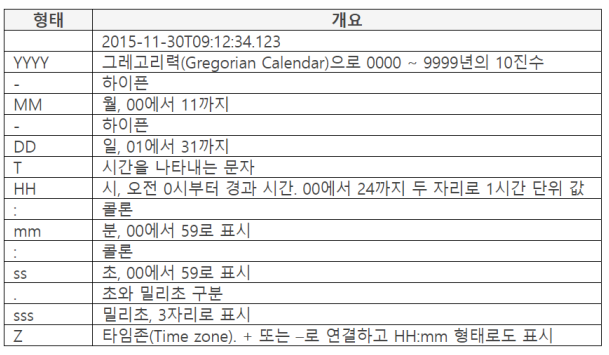 형태 개요
2015-11-30T09:12:34.123
YYYY 그레고리력(Gregorian Calendar)으로 0000 ~ 9999년의 10진수
- 하이픈
MM 월, 00에서 11까지
- 하이픈
DD 일, 01에서 31까지
T 시간을 나타내는 문자
HH 시, 오전 0시부터 경과 시간. 00에서 24까지 두 자리로 1시간 단위 값
: 콜론
mm 분, 00에서 59로 표시
: 콜론
ss 초, 00에서 59로 표시
. 초와 밀리초 구분
sss 밀리초, 3자리로 표시
Z 타임존(Time zone). + 또는 –로 연결하고 HH:mm 형태로도 표시